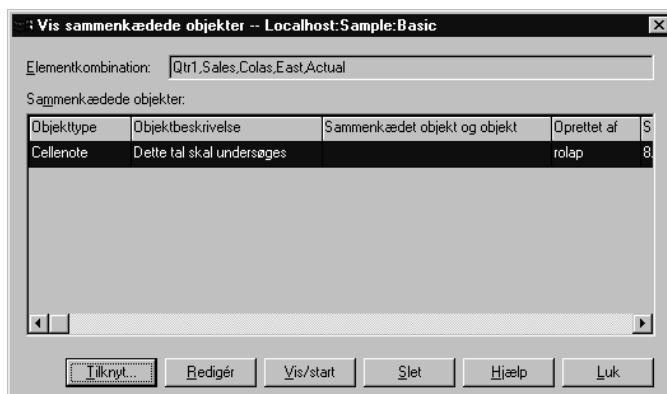 Vis sammenkædede objekter -- Localhost:Sample:Basic
Elementkombination: Qtr1,Sales,Colas,East,Actual
Sammenkædede objekter:
Objekttype Objektbeskrivelse Sammenkædet objekt og objekt Oprettet af S
Cellenote Dette tal skal undersøges rolap 8.
Tilknyt... Redigér Vis/start Slet Hjælp Luk